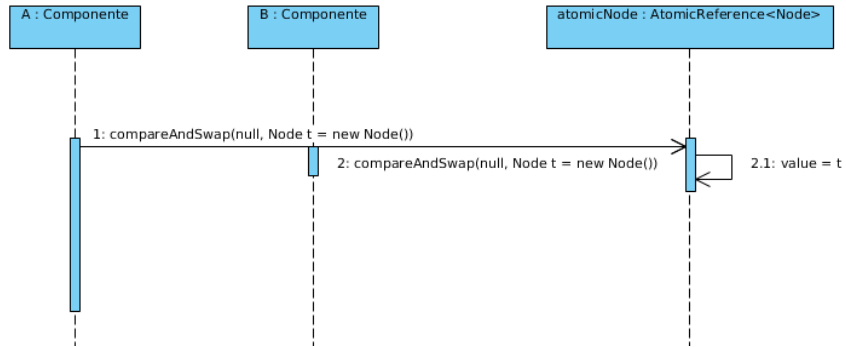 A : Componente
B : Componente
atomicNode : AtomicReference<Node>
1: compareAndSwap(null, Node t = new Node())
2: compareAndSwap(null, Node t = new Node())
2.1: value = t